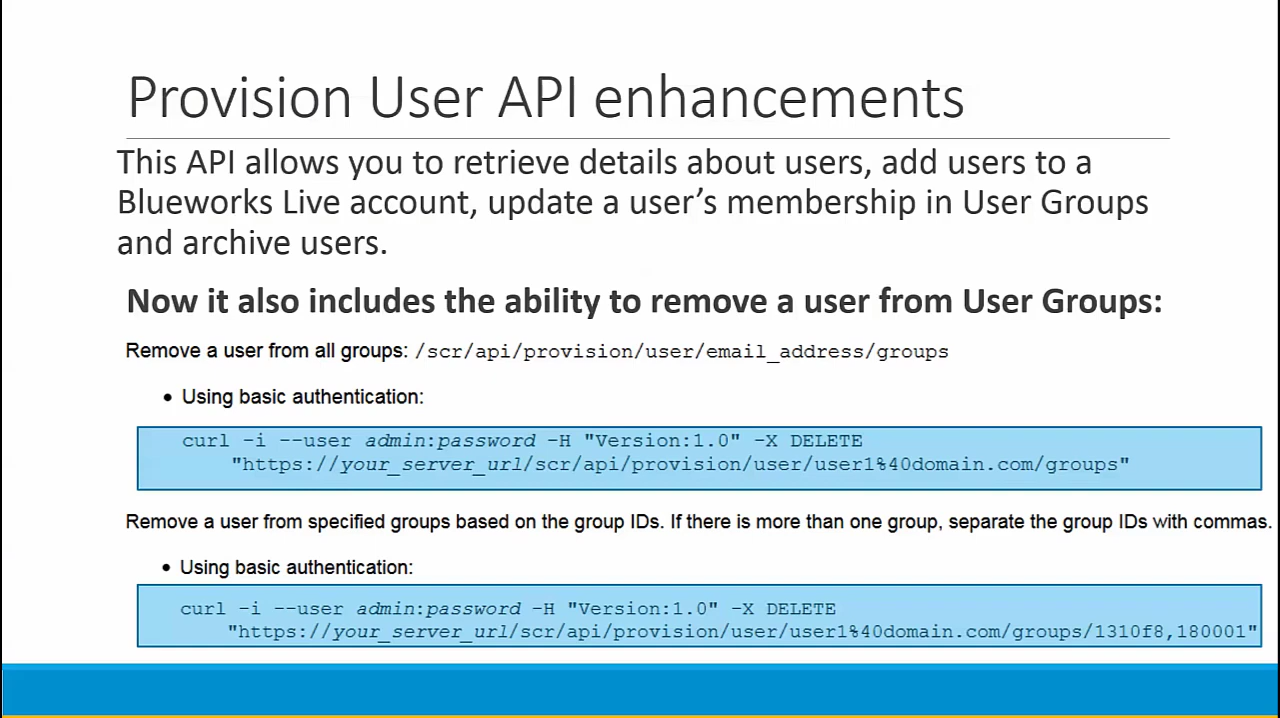 Provision User API enhancements
This API allows you to retrieve details about users, add users to a
Blueworks Live account, update a user’s membership in User Groups
and archive users.
Now it also includes the ability to remove a user from User Groups:
Remove a user from all groups: /scr/api/provision/user/email_address/groups
• Using basic authentication:
curl -i --user admin:password -H "Version:1.0" -X DELETE
"https://your_server_url/scr/api/provision/user/user1%40domain.com/groups"
Remove a user from specified groups based on the group IDs. If there is more than one group, separate the group IDs with commas.
• Using basic authentication:
curl -i --user admin:password -H "Version:1.0" -X DELETE
"https://your_server_url/scr/api/provision/user/user1%40domain.com/groups/1310f8,180001"